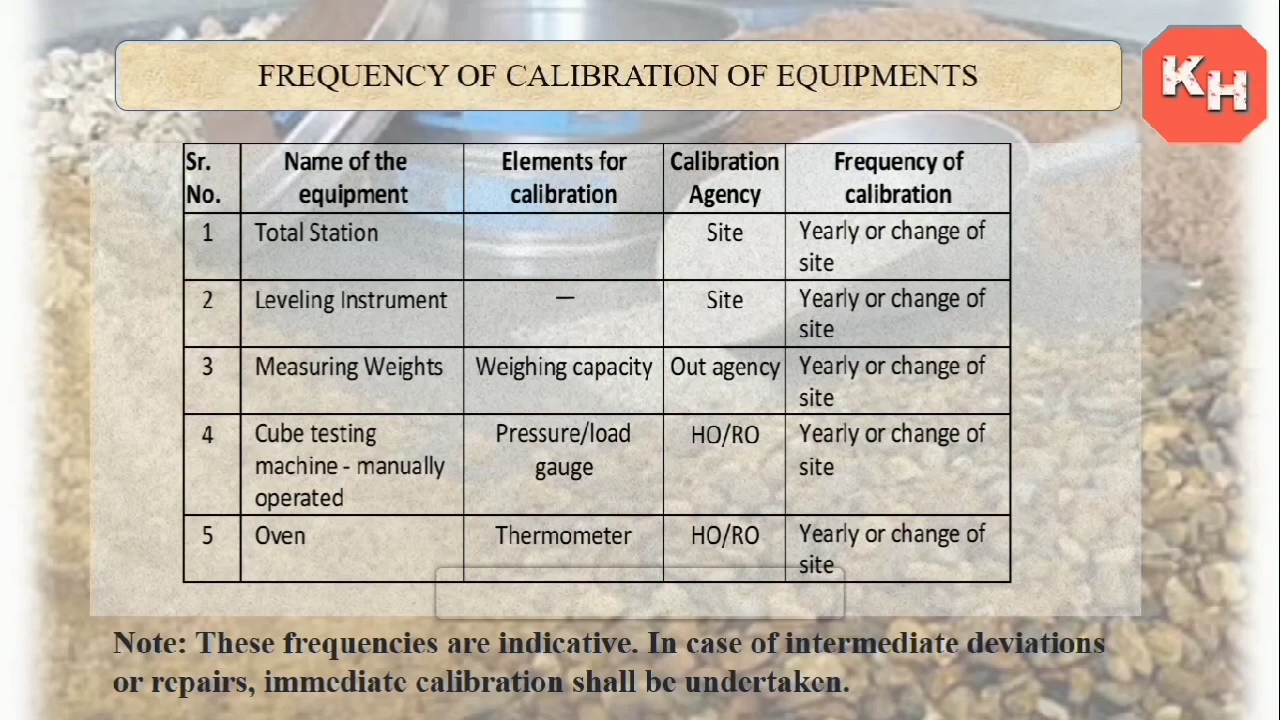 FREQUENCY OF CALIBRATION OF EQUIPMENTS
KH
Sr. No. Name of the equipment Elements for calibration Calibration Agency Frequency of calibration
1 Total Station Site Yearly or change of site
2 Leveling Instrument — Site Yearly or change of site
3 Measuring Weights Weighing capacity Out agency Yearly or change of site
4 Cube testing machine - manually operated Pressure/load gauge HO/RO Yearly or change of site
5 Oven Thermometer HO/RO Yearly or change of site
Note: These frequencies are indicative. In case of intermediate deviations
or repairs, immediate calibration shall be undertaken.